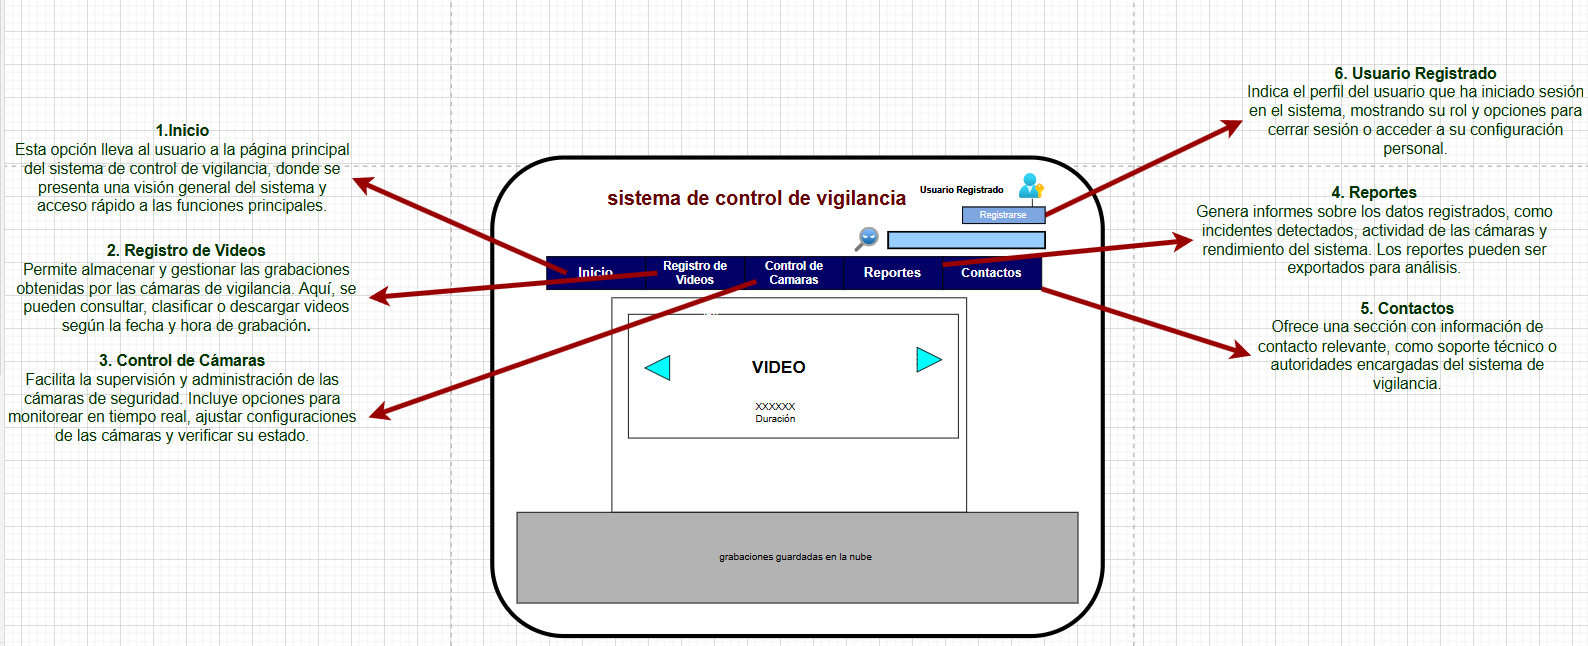 1.Inicio
Esta opción lleva al usuario a la página principal
del sistema de control de vigilancia, donde se
presenta una visión general del sistema y
acceso rápido a las funciones principales.
2. Registro de Videos
Permite almacenar y gestionar las grabaciones
obtenidas por las cámaras de vigilancia. Aquí, se
pueden consultar, clasificar o descargar videos
según la fecha y hora de grabación.
3. Control de Cámaras
Facilita la supervisión y administración de las
cámaras de seguridad. Incluye opciones para
monitorear en tiempo real, ajustar configuraciones
de las cámaras y verificar su estado.
sistema de control de vigilancia
Usuario Registrado
Registrarse
Inicio
Registro de
Videos
Control de
Camaras
Reportes
Contactos
VIDEO
XXXXXX
Duración
grabaciones guardadas en la nube
6. Usuario Registrado
Indica el perfil del usuario que ha iniciado sesión
en el sistema, mostrando su rol y opciones para
cerrar sesión o acceder a su configuración
personal.
4. Reportes
Genera informes sobre los datos registrados, como
incidentes detectados, actividad de las cámaras y
rendimiento del sistema. Los reportes pueden ser
exportados para análisis.
5. Contactos
Ofrece una sección con información de
contacto relevante, como soporte técnico o
autoridades encargadas del sistema de
vigilancia.